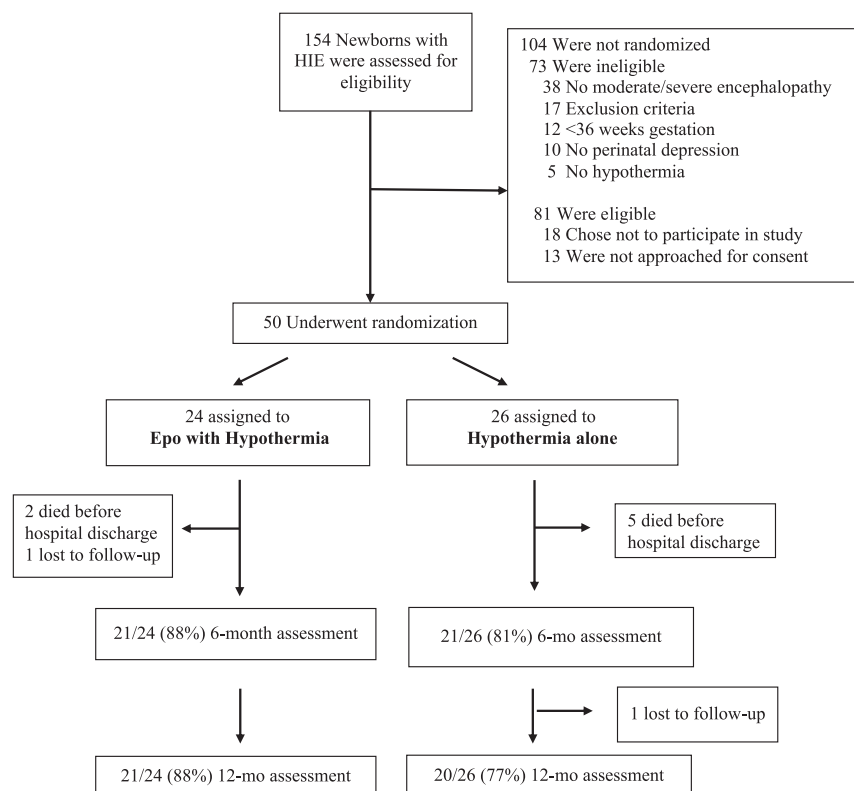 154 Newborns with
HIE were assessed for
eligibility
104 Were not randomized
73 Were ineligible
38 No moderate/severe encephalopathy
17 Exclusion criteria
12 <36 weeks gestation
10 No perinatal depression
5 No hypothermia
81 Were eligible
18 Chose not to participate in study
13 Were not approached for consent
50 Underwent randomization
24 assigned to
Epo with Hypothermia
26 assigned to
Hypothermia alone
2 died before
hospital discharge
1 lost to follow-up
5 died before
hospital discharge
21/24 (88%) 6-month assessment
21/26 (81%) 6-mo assessment
1 lost to follow-up
21/24 (88%) 12-mo assessment
20/26 (77%) 12-mo assessment